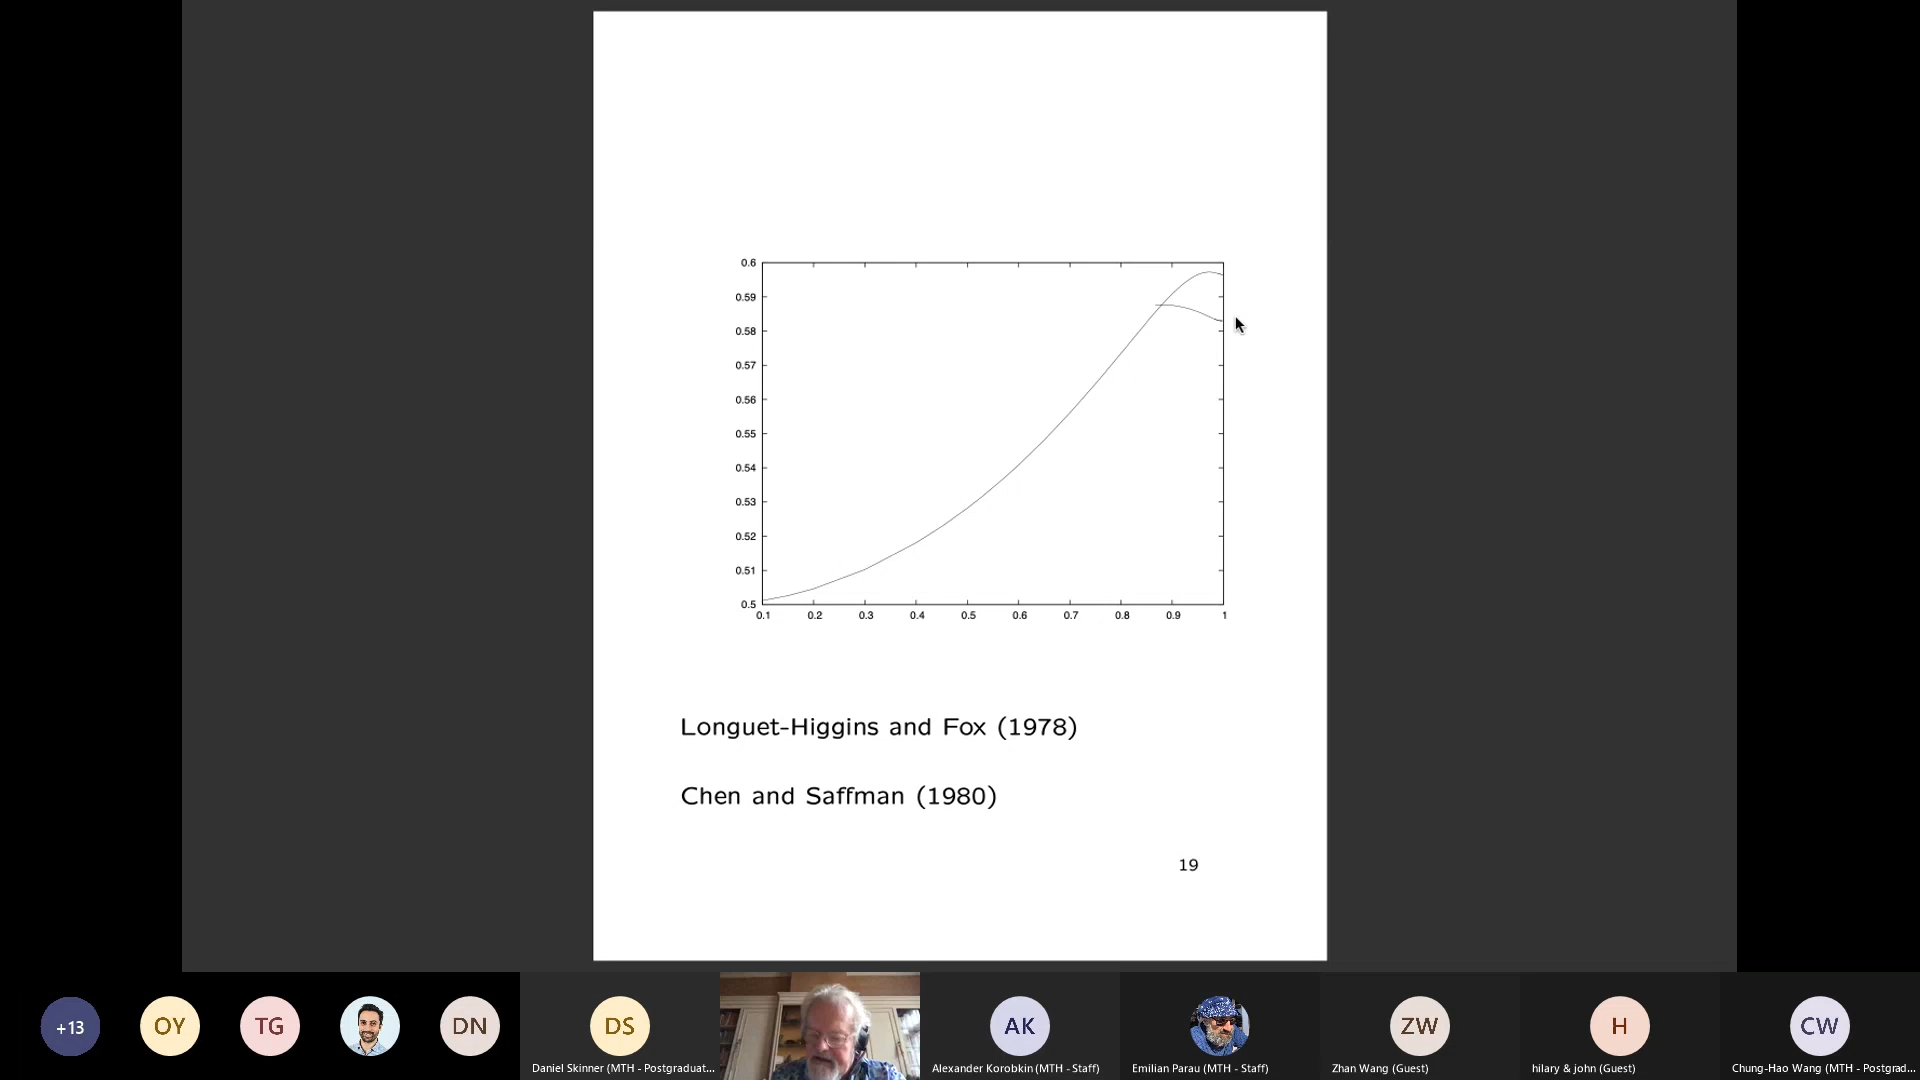 0.6
0.59
0.58
0.57
0.56
0.55
0.54
0.53
0.52
0.51
0.5
0.1 0.2 0.3 0.4 0.5 0.6 0.7 0.8 0.9 1
Longuet-Higgins and Fox (1978)
Chen and Saffman (1980)
19
+13
OY
TG
DN
DS
AK
ZW
H
CW
Daniel Skinner (MTH - Postgraduat...
Alexander Korobkin (MTH - Staff)
Emilian Parau (MTH - Staff)
Zhan Wang (Guest)
hilary & john (Guest)
Chung-Hao Wang (MTH - Postgrad...